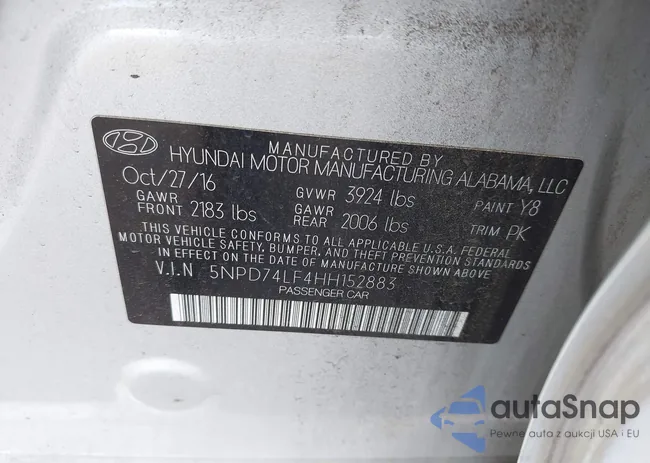 MANUFACTURED BY
HYUNDAI MOTOR MANUFACTURING ALABAMA, LLC
Oct/27/16 GVWR 3924 lbs PAINT Y8
GAWR FRONT 2183 lbs GAWR REAR 2006 lbs TRIM PK
THIS VEHICLE CONFORMS TO ALL APPLICABLE U.S.A. FEDERAL
MOTOR VEHICLE SAFETY, BUMPER, AND THEFT PREVENTION STANDARDS
IN EFFECT ON THE DATE OF MANUFACTURE SHOWN ABOVE.
V.I.N 5NPD74LF4HH152883
PASSENGER CAR
autaSnap
Pewne auta z aukcji USA i EU